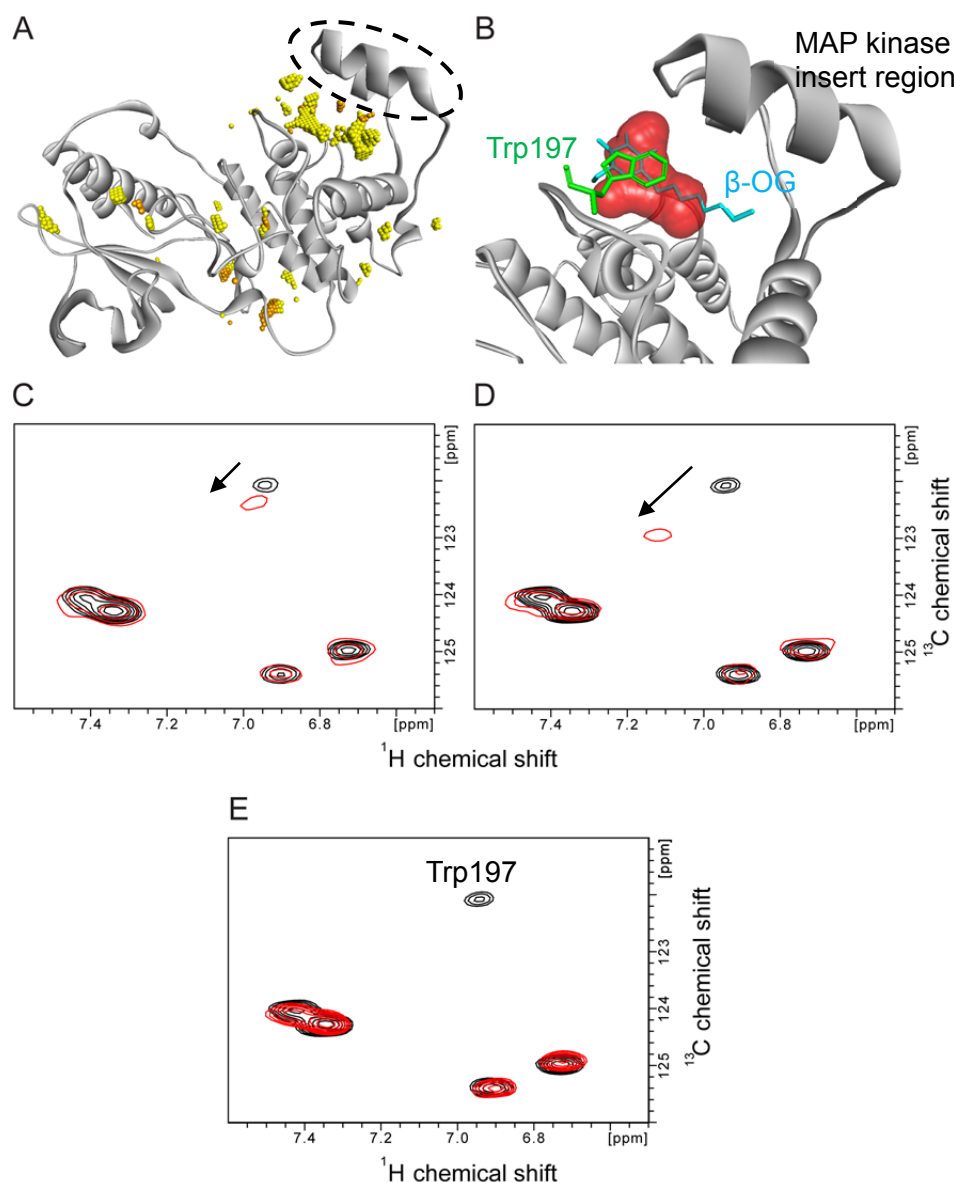 A
B
MAP kinase
insert region
Trp197
β-OG
C
D
[ppm]
123
124
125
7.4
7.2
7.0
6.8
[ppm]
¹H chemical shift
[ppm]
123
124
125
¹³C chemical shift
7.4
7.2
7.0
6.8
[ppm]
¹H chemical shift
E
Trp197
[ppm]
123
124
125
¹³C chemical shift
7.4
7.2
7.0
6.8
[ppm]
¹H chemical shift